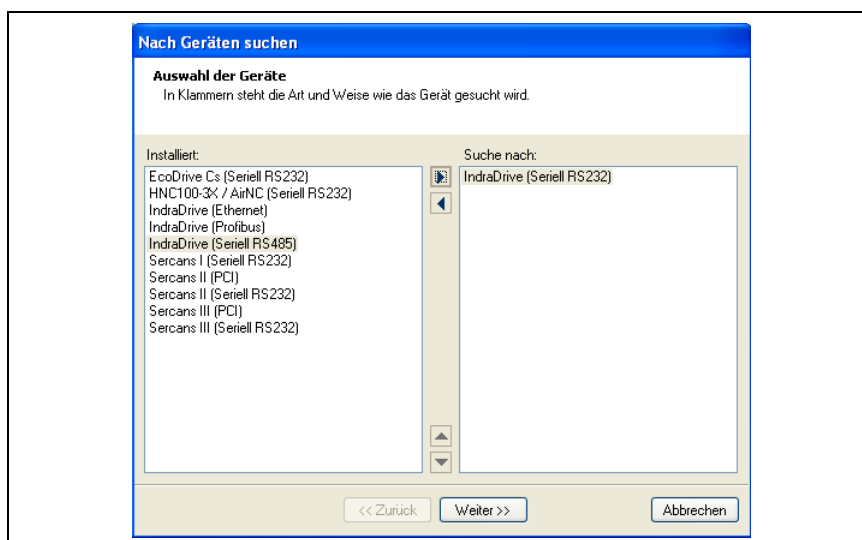 Nach Geräten suchen
Auswahl der Geräte
In Klammern steht die Art und Weise wie das Gerät gesucht wird.
Installiert:
EcoDrive Cs (Seriell RS232)
HNC100-3X / AirNC (Seriell RS232)
IndraDrive (Ethernet)
IndraDrive (Profibus)
IndraDrive (Seriell RS485)
Sercans I (Seriell RS232)
Sercans II (PCI)
Sercans II (Seriell RS232)
Sercans III (PCI)
Sercans III (Seriell RS232)
Suche nach:
IndraDrive (Seriell RS232)
<< Zurück
Weiter >>
Abbrechen